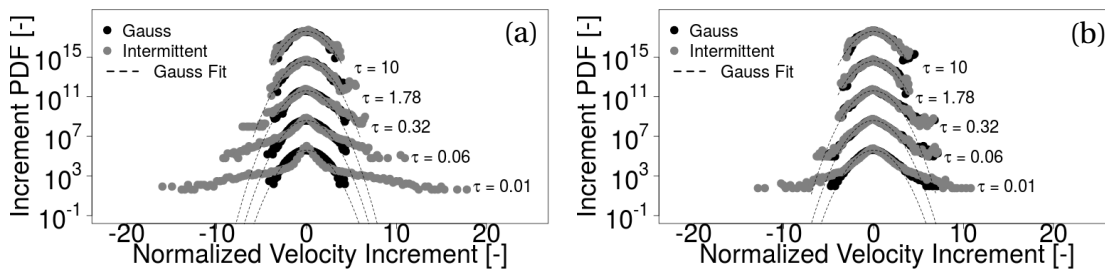 (a)
Gauss
Intermittent
Gauss Fit
Increment PDF [-]
10^15
10^11
10^7
10^3
10^-1
τ = 10
τ = 1.78
τ = 0.32
τ = 0.06
τ = 0.01
-20 -10 0 10 20
Normalized Velocity Increment [-]
(b)
Gauss
Intermittent
Gauss Fit
Increment PDF [-]
10^15
10^11
10^7
10^3
10^-1
τ = 10
τ = 1.78
τ = 0.32
τ = 0.06
τ = 0.01
-20 -10 0 10 20
Normalized Velocity Increment [-]